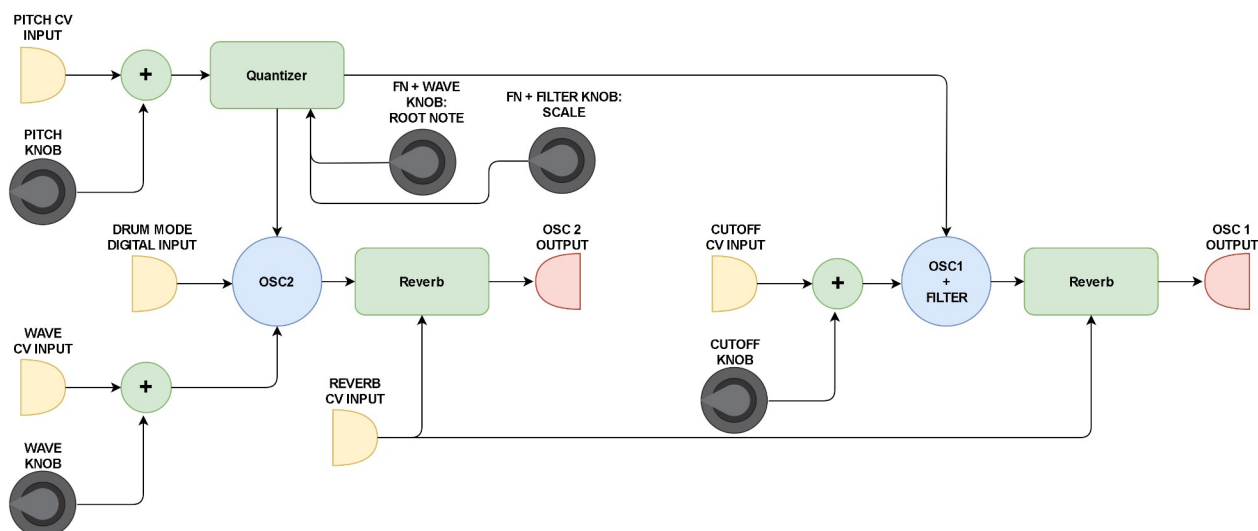 PITCH CV
INPUT
+
Quantizer
FN + WAVE
KNOB:
ROOT NOTE
FN + FILTER KNOB:
SCALE
PITCH
KNOB
DRUM MODE
DIGITAL INPUT
OSC2
Reverb
OSC 2
OUTPUT
CUTOFF
CV INPUT
+
OSC1
+
FILTER
Reverb
OSC 1
OUTPUT
WAVE
CV INPUT
+
REVERB
CV INPUT
CUTOFF
KNOB
WAVE
KNOB